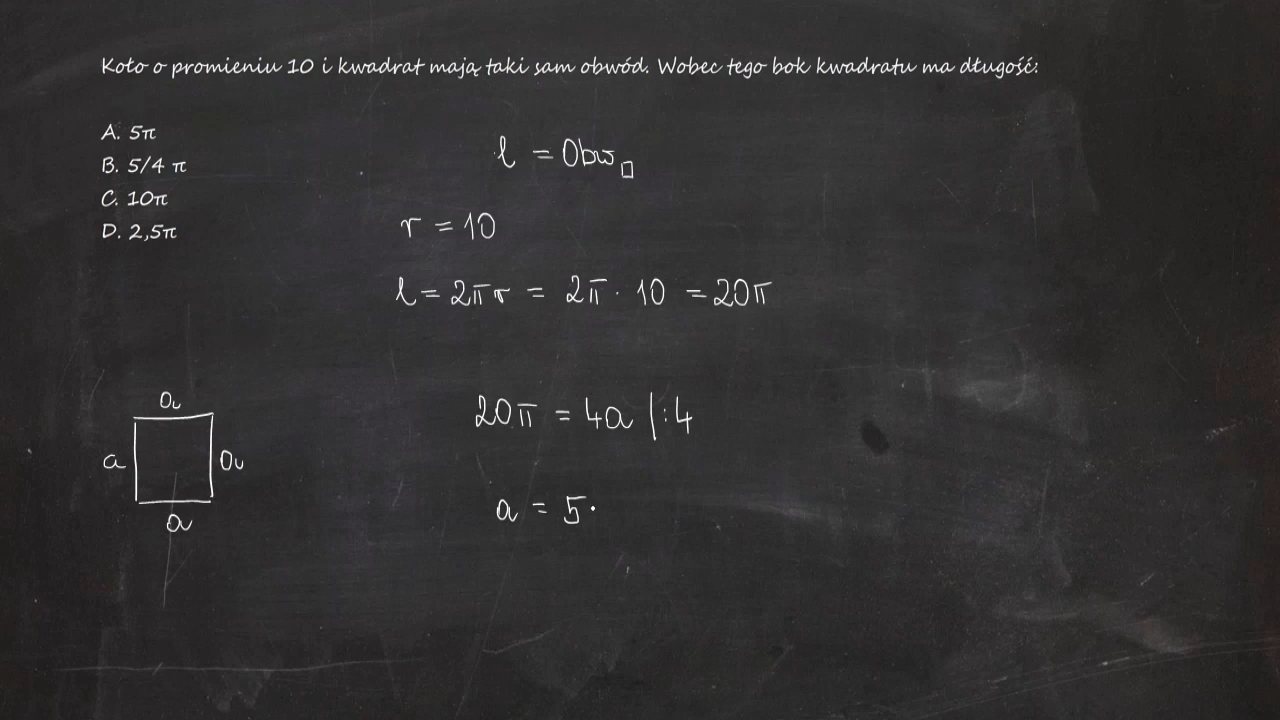 Koło o promieniu 10 i kwadrat mają taki sam obwód. Wobec tego bok kwadratu ma długość:
A. 5π
B. 5/4 π
C. 10π
D. 2,5π
l = Obw□
r = 10
l = 2πr = 2π · 10 = 20π
20π = 4a |:4
a = 5·
a
a
a
a